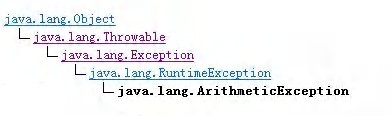 java.lang.Object
java.lang.Throwable
java.lang.Exception
java.lang.RuntimeException
java.lang.ArithmeticException